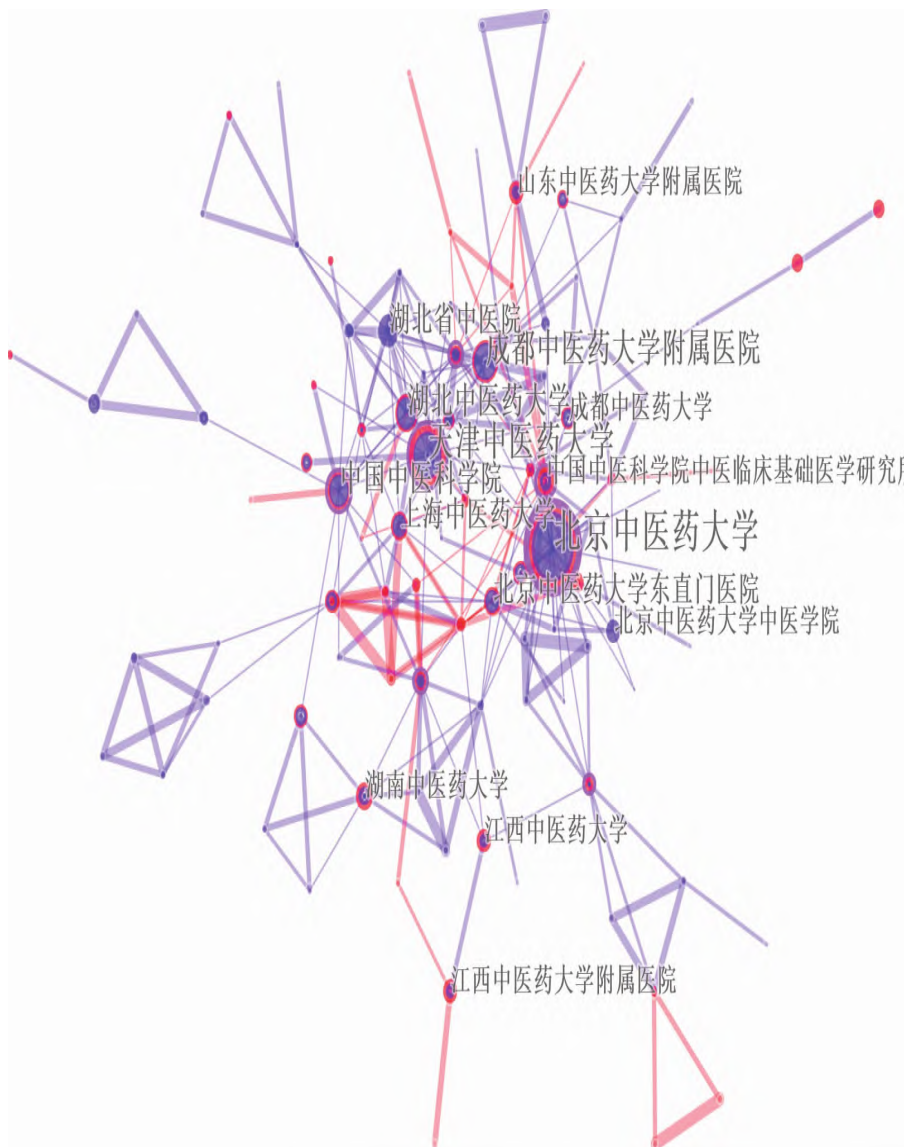 山东中医药大学附属医院
湖北省中医院
成都中医药大学附属医院
湖北中医药大学
成都中医药大学
天津中医药大学
中国中医科学院
中国中医科学院中医临床基础医学研究所
上海中医药大学
北京中医药大学
北京中医药大学东直门医院
北京中医药大学中医学院
湖南中医药大学
江西中医药大学
江西中医药大学附属医院